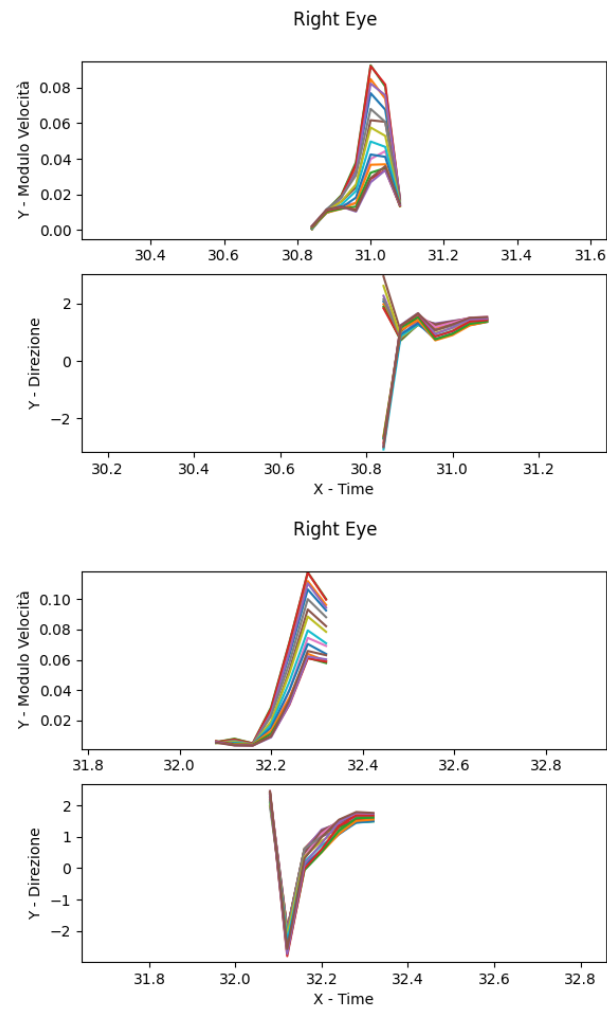 Right Eye
Y - Modulo Velocità
0.08
0.06
0.04
0.02
0.00
30.4 30.6 30.8 31.0 31.2 31.4 31.6
Y - Direzione
2
0
−2
30.2 30.4 30.6 30.8 31.0 31.2
X - Time
Right Eye
Y - Modulo Velocità
0.10
0.08
0.06
0.04
0.02
31.8 32.0 32.2 32.4 32.6 32.8
Y - Direzione
2
1
0
−1
−2
31.8 32.0 32.2 32.4 32.6 32.8
X - Time